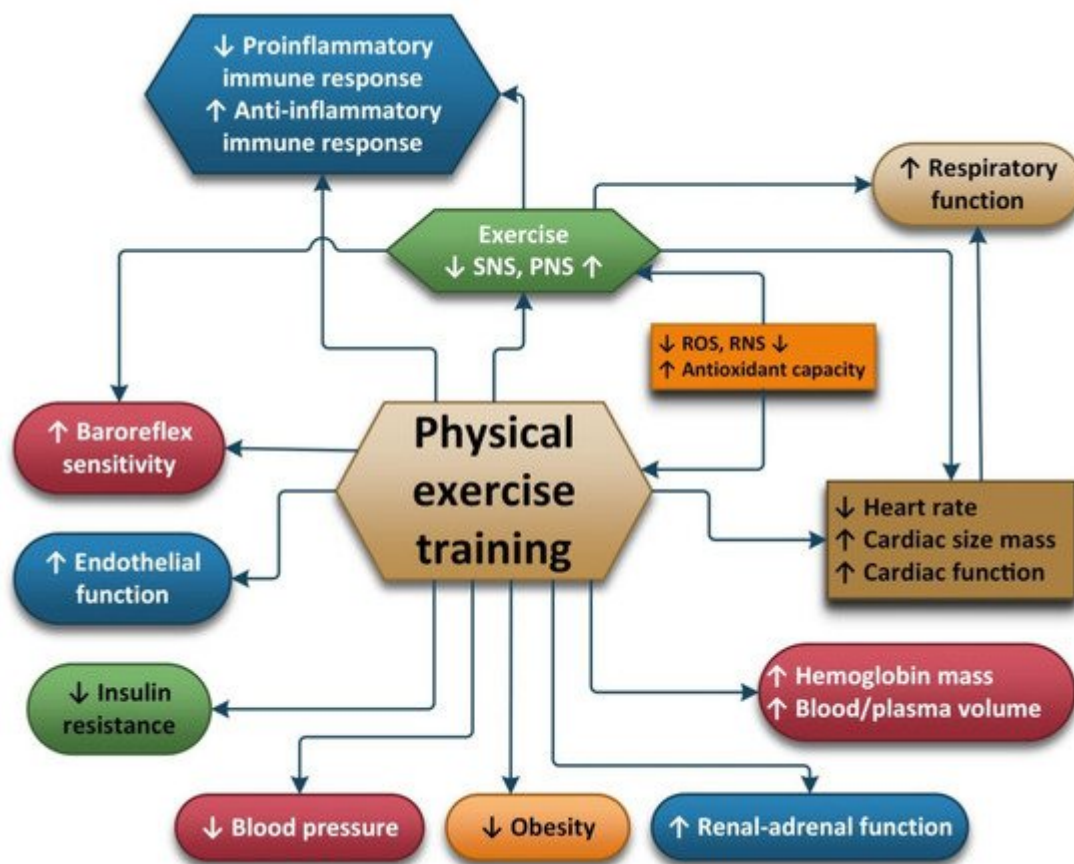 ↓ Proinflammatory
immune response
↑ Anti-inflammatory
immune response
↑ Respiratory
function
Exercise
↓ SNS, PNS ↑
↓ ROS, RNS ↓
↑ Antioxidant capacity
↑ Baroreflex
sensitivity
Physical
exercise
training
↓ Heart rate
↑ Cardiac size mass
↑ Cardiac function
↑ Endothelial
function
↓ Insulin
resistance
↑ Hemoglobin mass
↑ Blood/plasma volume
↓ Blood pressure
↓ Obesity
↑ Renal-adrenal function